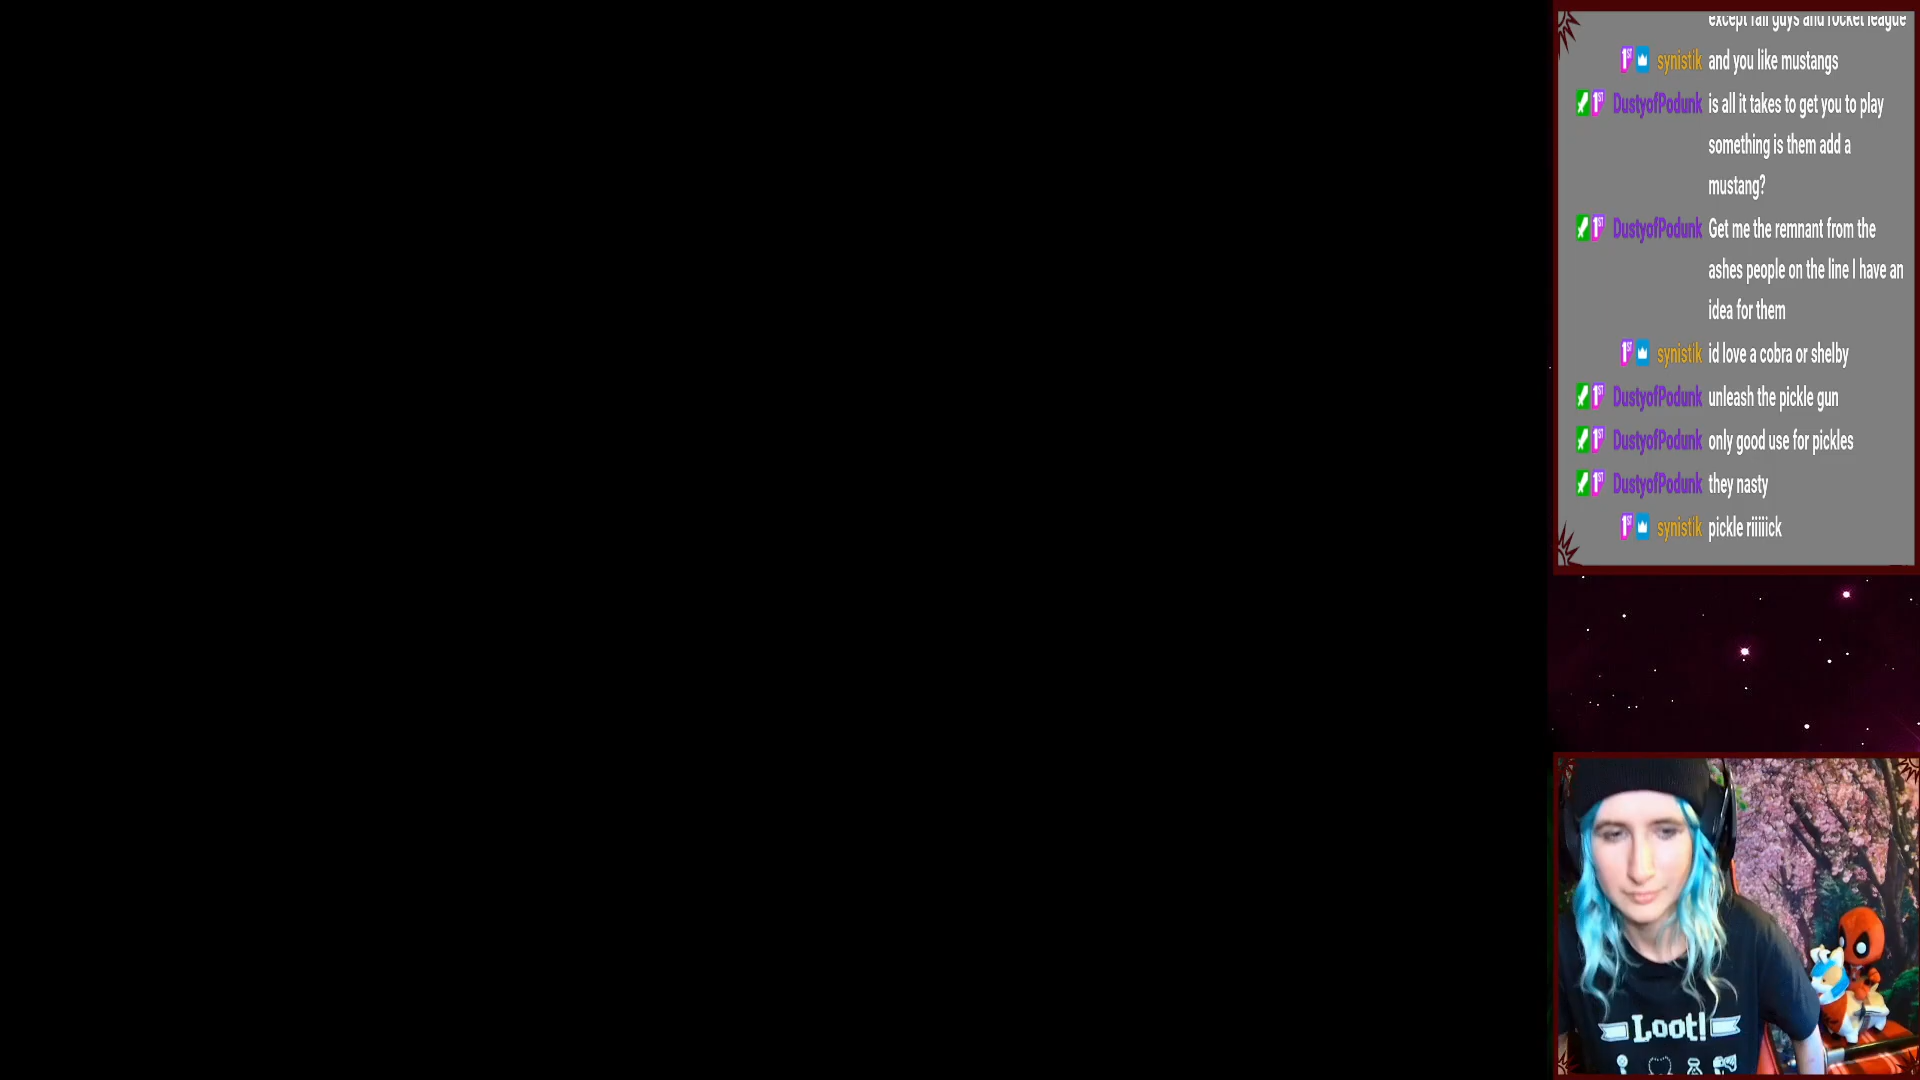 except fall guys and rocket league
synistik and you like mustangs
DustyofPodunk is all it takes to get you to play
something is them add a
mustang?
DustyofPodunk Get me the remnant from the
ashes people on the line I have an
idea for them
synistik id love a cobra or shelby
DustyofPodunk unleash the pickle gun
DustyofPodunk only good use for pickles
DustyofPodunk they nasty
synistik pickle riiiiick
Loot!